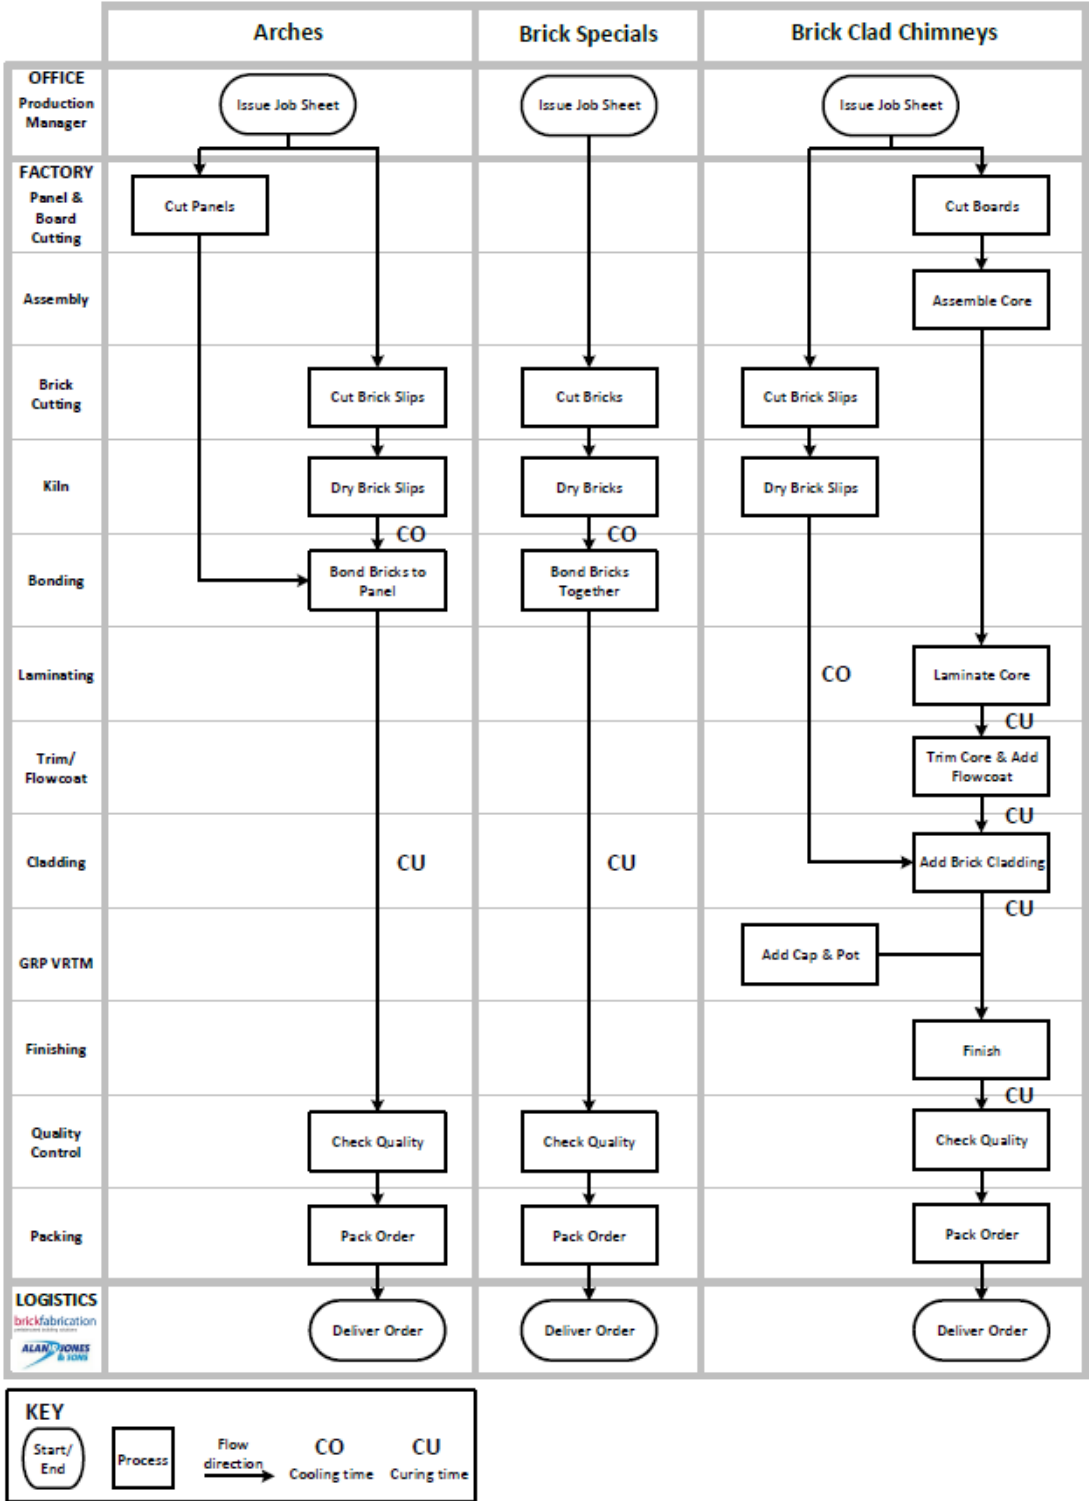 Arches
Brick Specials
Brick Clad Chimneys
OFFICE
Production
Manager
Issue Job Sheet
Issue Job Sheet
Issue Job Sheet
FACTORY
Panel &
Board
Cutting
Cut Panels
Cut Boards
Assembly
Assemble Core
Brick
Cutting
Cut Brick Slips
Cut Bricks
Cut Brick Slips
Kiln
Dry Brick Slips
Dry Bricks
Dry Brick Slips
CO
CO
Bonding
Bond Bricks to
Panel
Bond Bricks
Together
Laminating
CO
Laminate Core
CU
Trim/
Flowcoat
Trim Core & Add
Flowcoat
CU
Cladding
CU
CU
Add Brick Cladding
CU
GRP VRTM
Add Cap & Pot
Finishing
Finish
CU
Quality
Control
Check Quality
Check Quality
Check Quality
Packing
Pack Order
Pack Order
Pack Order
LOGISTICS
brickfabrication
ALAN JONES
& SONS
Deliver Order
Deliver Order
Deliver Order
KEY
Start/
End
Process
Flow
direction
CO
Cooling time
CU
Curing time